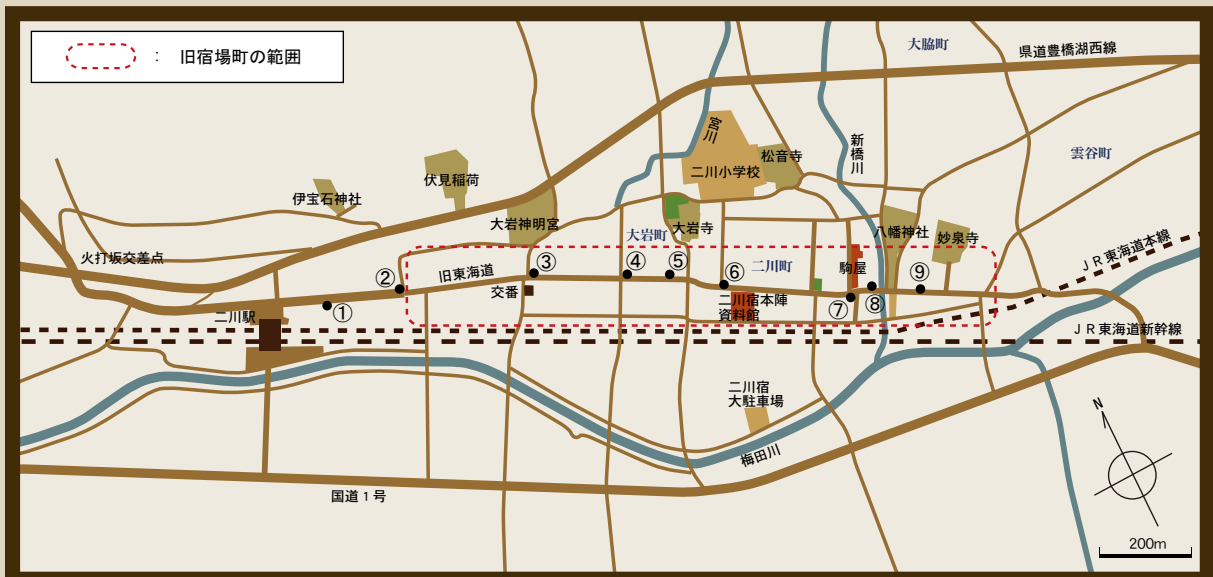 ： 旧宿場町の範囲
大脇町
県道豊橋湖西線
宮川
新橋川
松音寺
雲谷町
二川小学校
伏見稲荷
伊宝石神社
大岩神明宮
大岩町
大岩寺
八幡神社
妙泉寺
ＪＲ東海道本線
火打坂交差点
旧東海道
③
④
⑤
⑥
二川町
駒屋
⑨
②
交番
二川宿本陣
資料館
⑦
⑧
①
二川駅
ＪＲ東海道新幹線
二川宿
大駐車場
梅田川
国道１号
N
200m